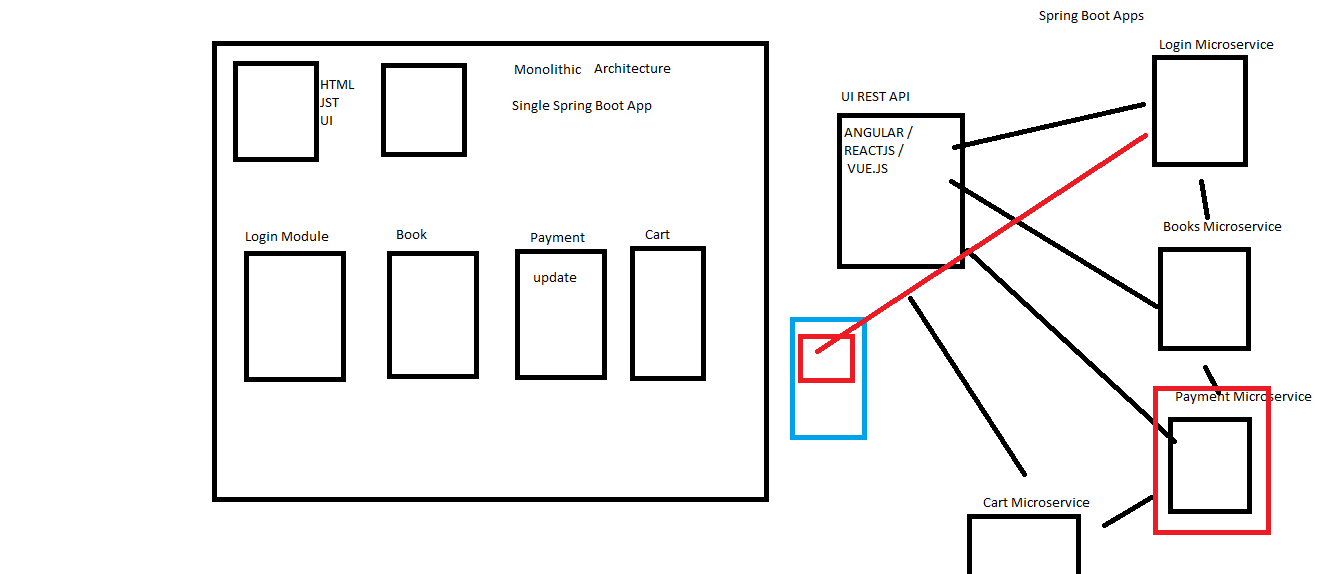 Spring Boot Apps
Login Microservice
Monolithic Architecture
HTML
JST
UI
Single Spring Boot App
UI REST API
ANGULAR /
REACTJS /
VUE.JS
Login Module
Book
Payment
Cart
update
Books Microservice
Payment Microservice
Cart Microservice